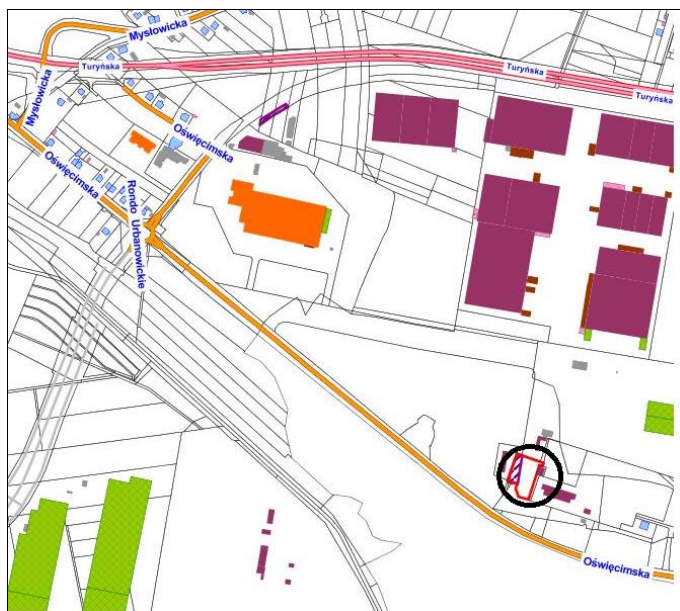 Mysłowicka
Turyńska
Turyńska
Turyńska
Mysłowicka
Oświęcimska
Oświęcimska
Rondo Urbanowickie
Oświęcimska